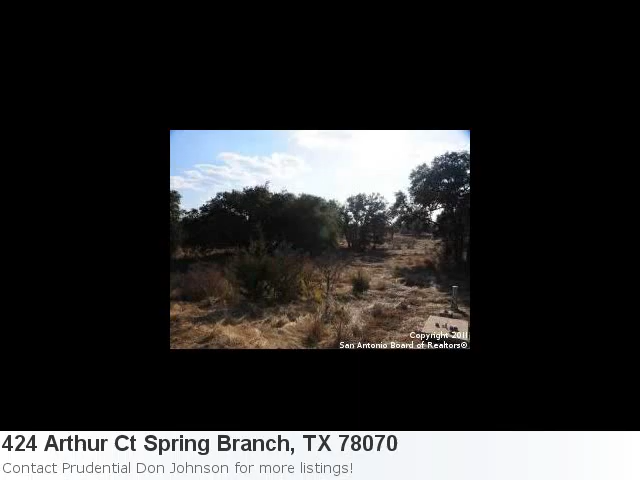 Copyright 2011
San Antonio Board of Realtors®
424 Arthur Ct Spring Branch, TX 78070
Contact Prudential Don Johnson for more listings!